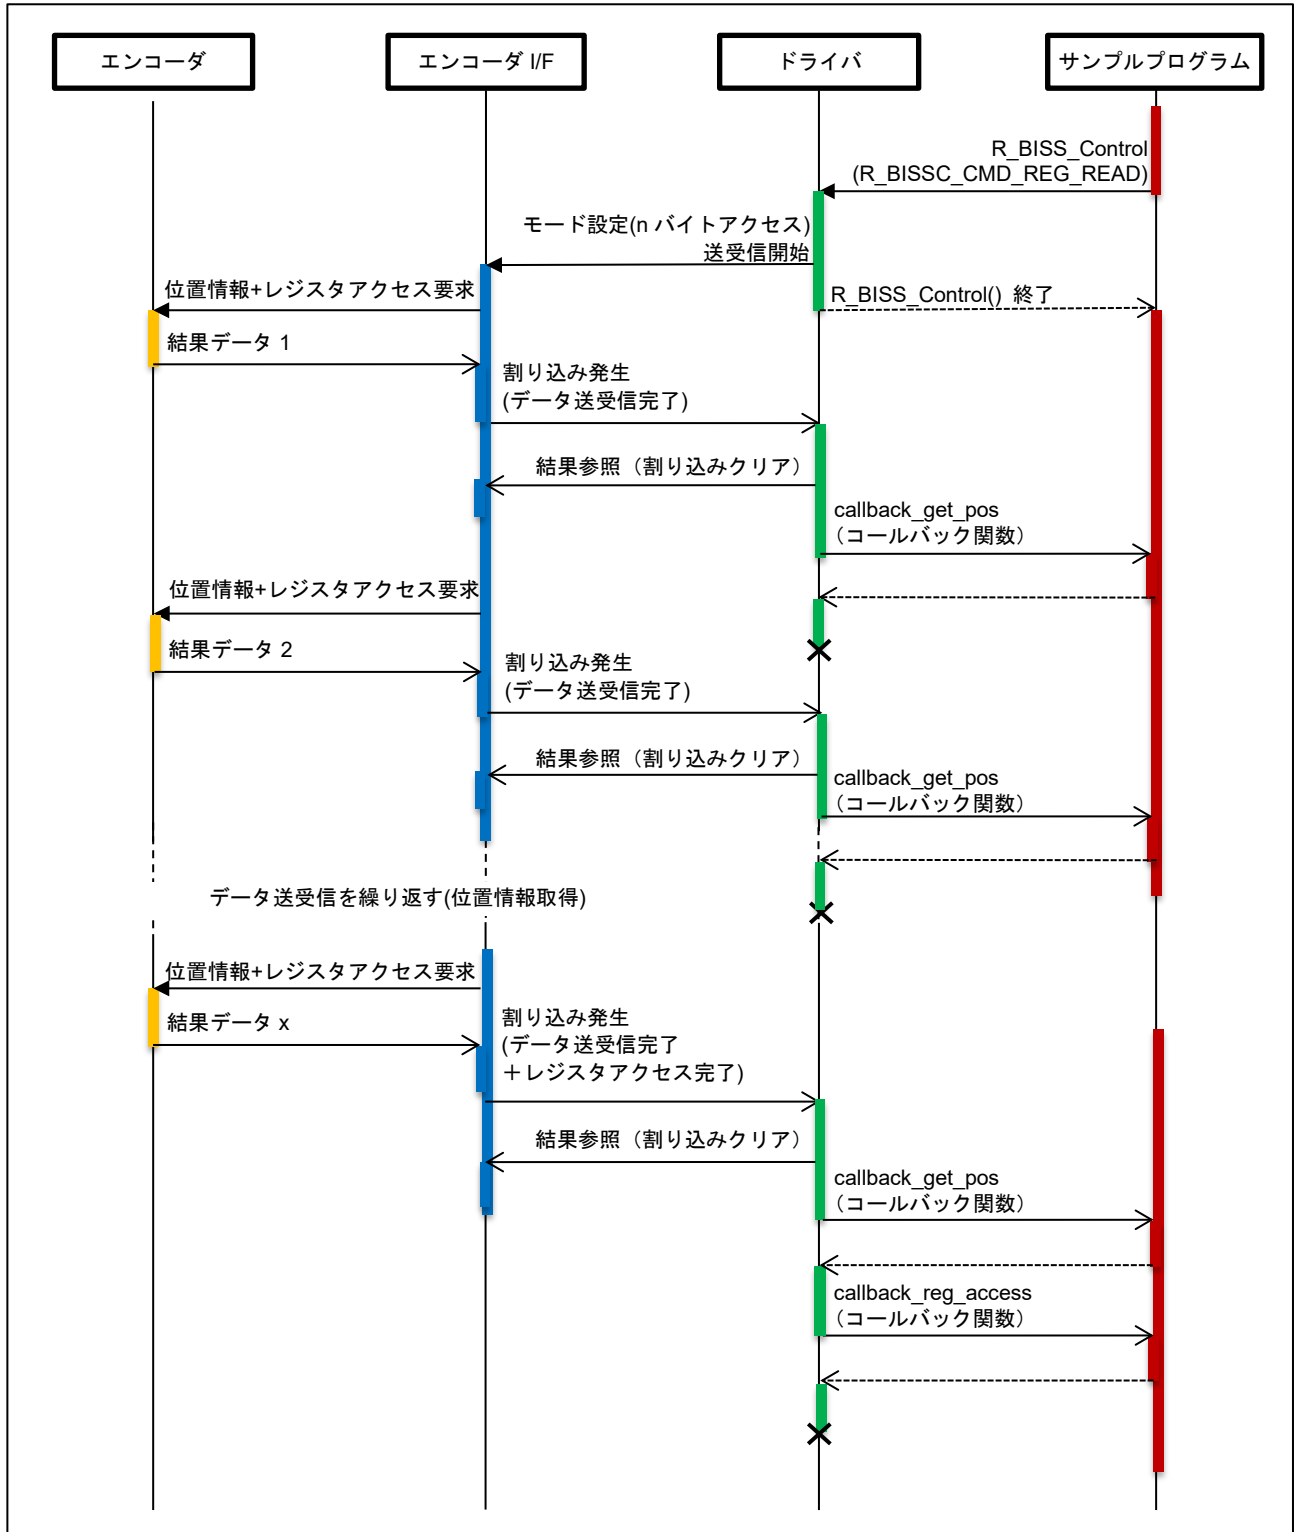 エンコーダ
エンコーダ I/F
ドライバ
サンプルプログラム
R_BISS_Control
(R_BISSC_CMD_REG_READ)
モード設定(n バイトアクセス)
送受信開始
位置情報+レジスタアクセス要求
R_BISS_Control() 終了
結果データ 1
割り込み発生
(データ送受信完了)
結果参照（割り込みクリア）
callback_get_pos
（コールバック関数）
位置情報+レジスタアクセス要求
結果データ 2
割り込み発生
(データ送受信完了)
結果参照（割り込みクリア）
callback_get_pos
（コールバック関数）
データ送受信を繰り返す(位置情報取得)
位置情報+レジスタアクセス要求
結果データ x
割り込み発生
(データ送受信完了
＋レジスタアクセス完了)
結果参照（割り込みクリア）
callback_get_pos
（コールバック関数）
callback_reg_access
（コールバック関数）